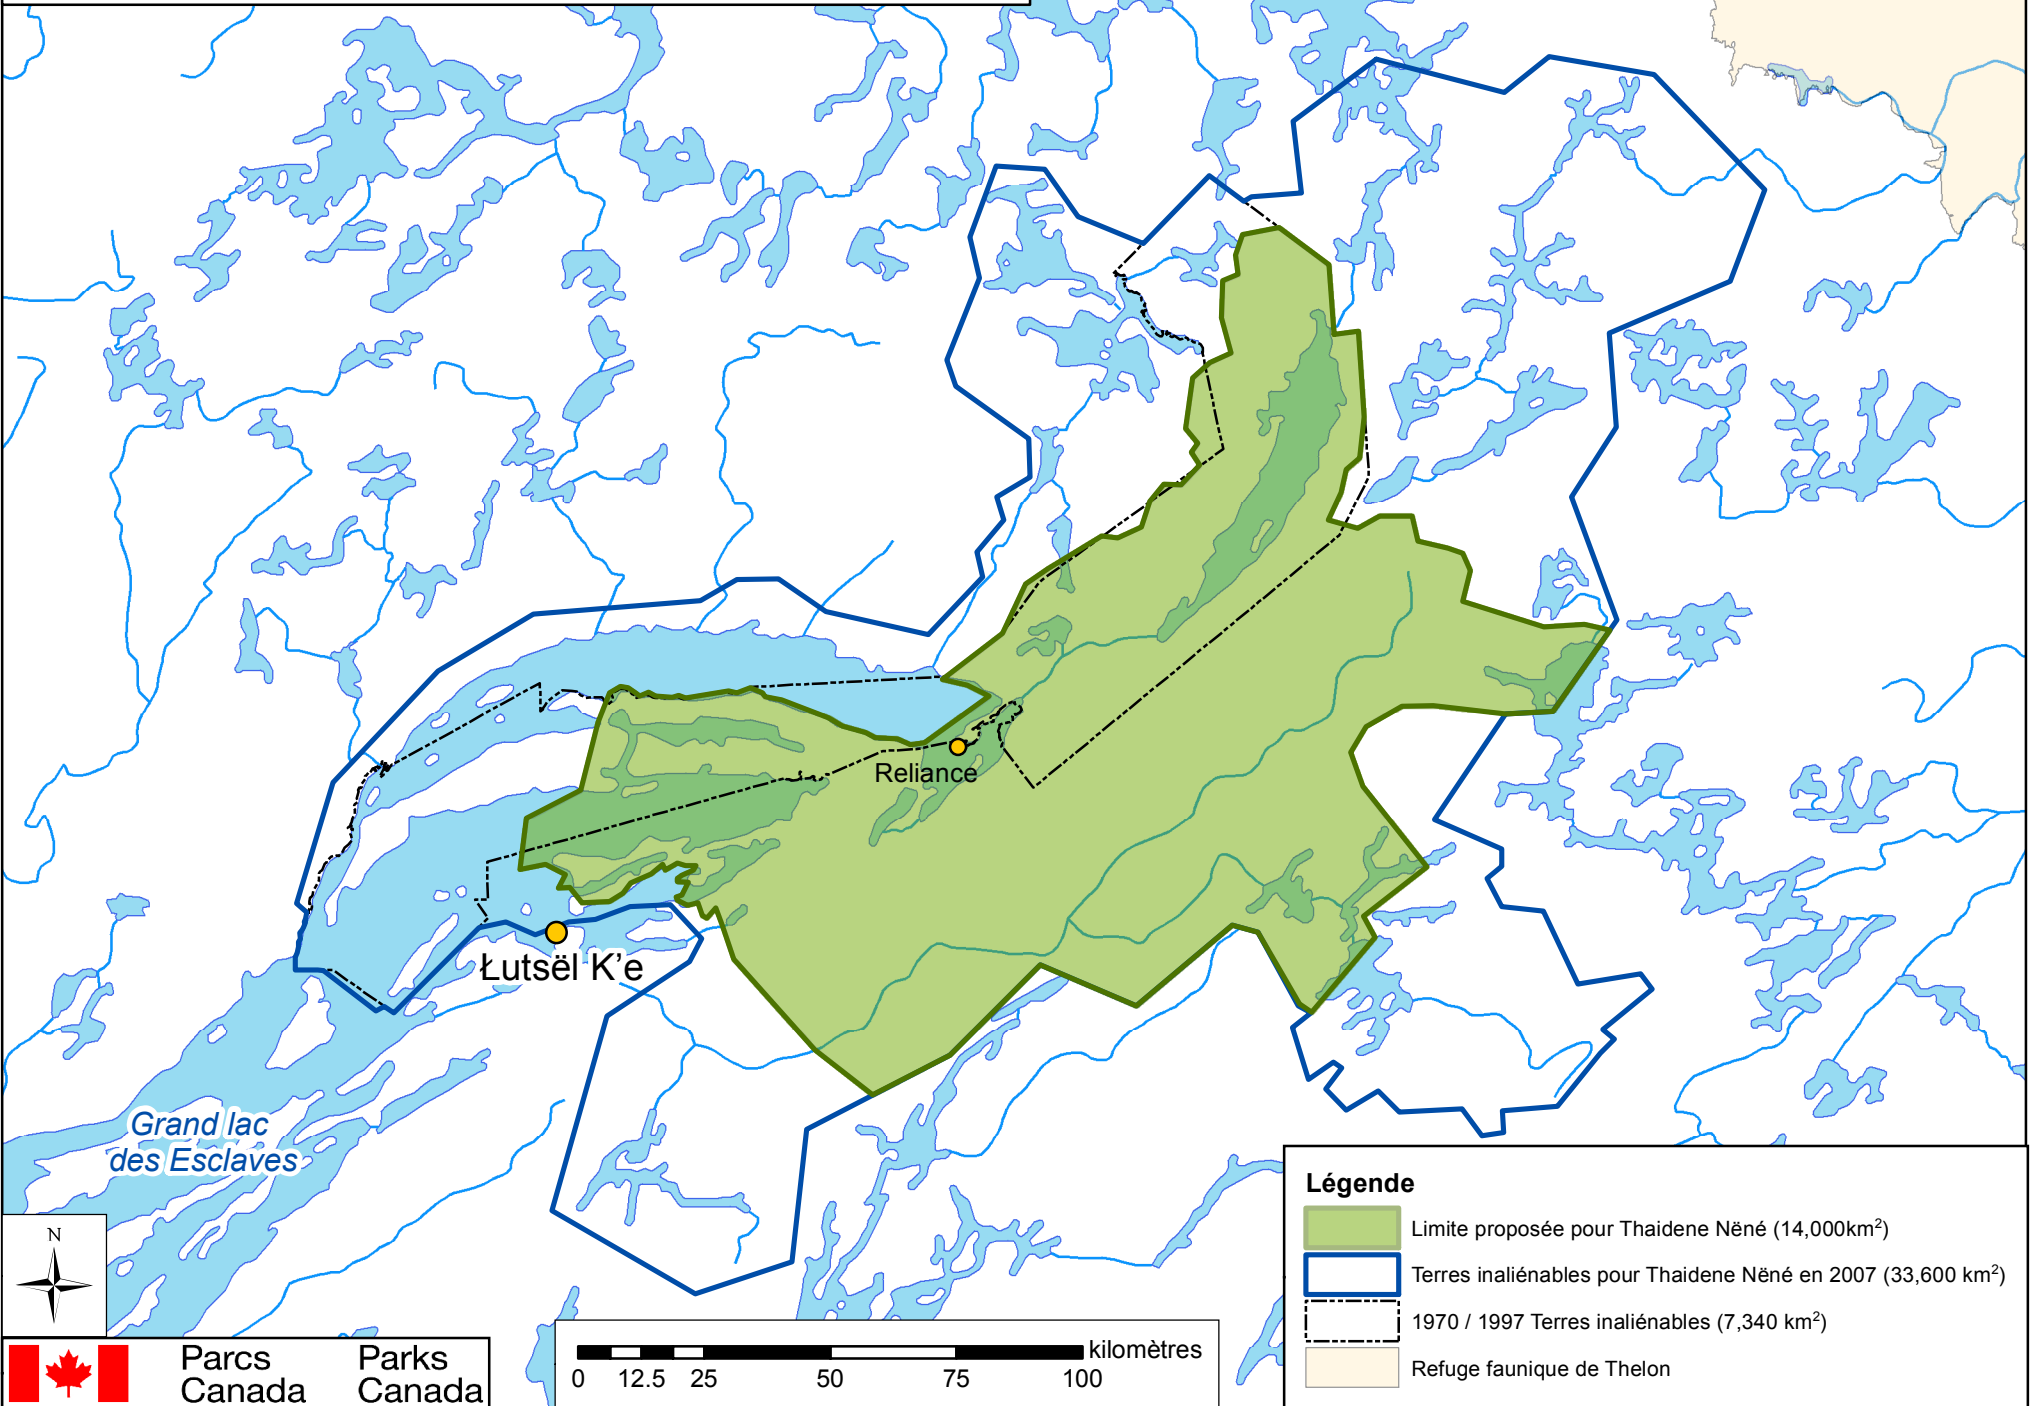 Reliance
Łutsël K’e
Grand lac
des Esclaves
N
Parcs
Canada
Parks
Canada
kilomètres
0 12.5 25 50 75 100
Légende
Limite proposée pour Thaidene Nëné (14,000km²)
Terres inaliénables pour Thaidene Nëné en 2007 (33,600 km²)
1970 / 1997 Terres inaliénables (7,340 km²)
Refuge faunique de Thelon